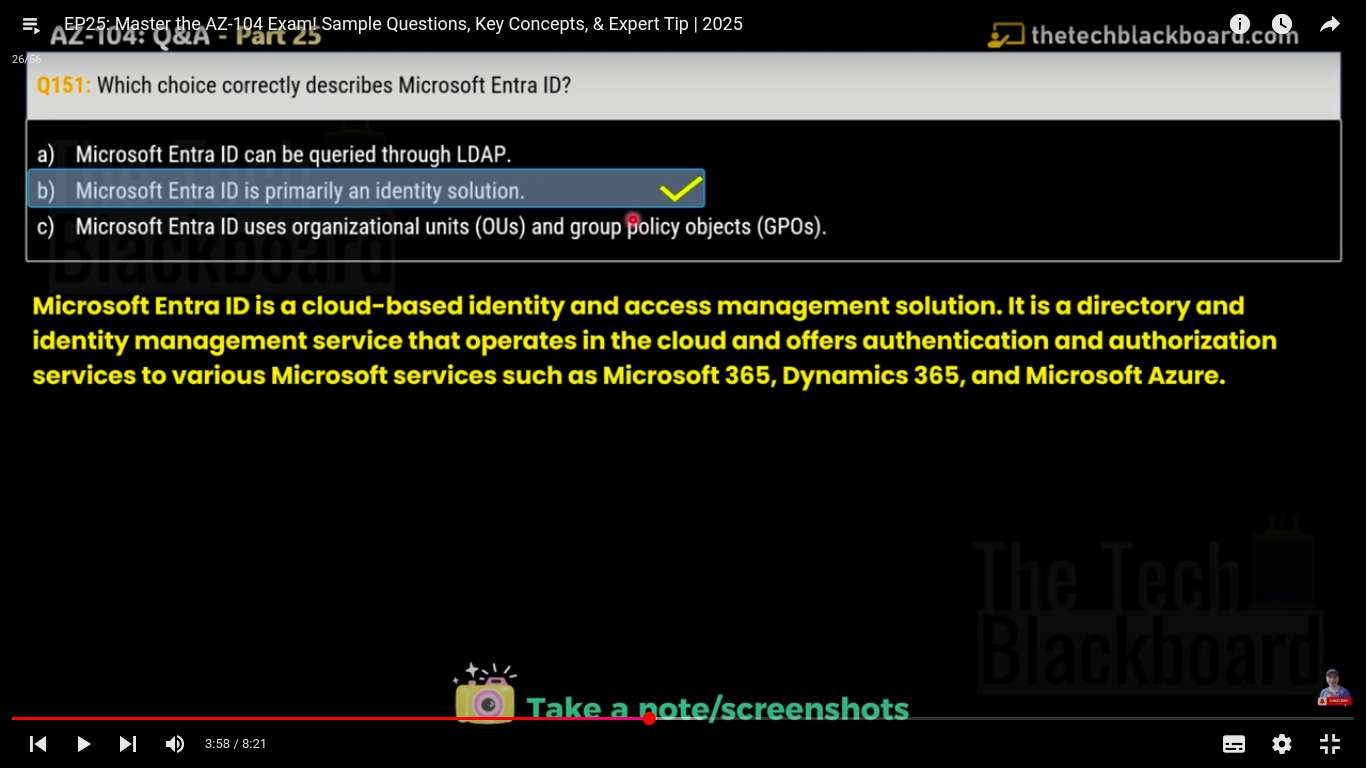 EP25: Master the AZ-104 Exam! Sample Questions, Key Concepts, & Expert Tip | 2025
AZ-104: Q&A - Part 25
thetechblackboard.com
26/56
Q151: Which choice correctly describes Microsoft Entra ID?
a) Microsoft Entra ID can be queried through LDAP.
b) Microsoft Entra ID is primarily an identity solution.
c) Microsoft Entra ID uses organizational units (OUs) and group policy objects (GPOs).
Microsoft Entra ID is a cloud-based identity and access management solution. It is a directory and
identity management service that operates in the cloud and offers authentication and authorization
services to various Microsoft services such as Microsoft 365, Dynamics 365, and Microsoft Azure.
The Tech
Blackboard
Take a note/screenshots
3:58 / 8:21